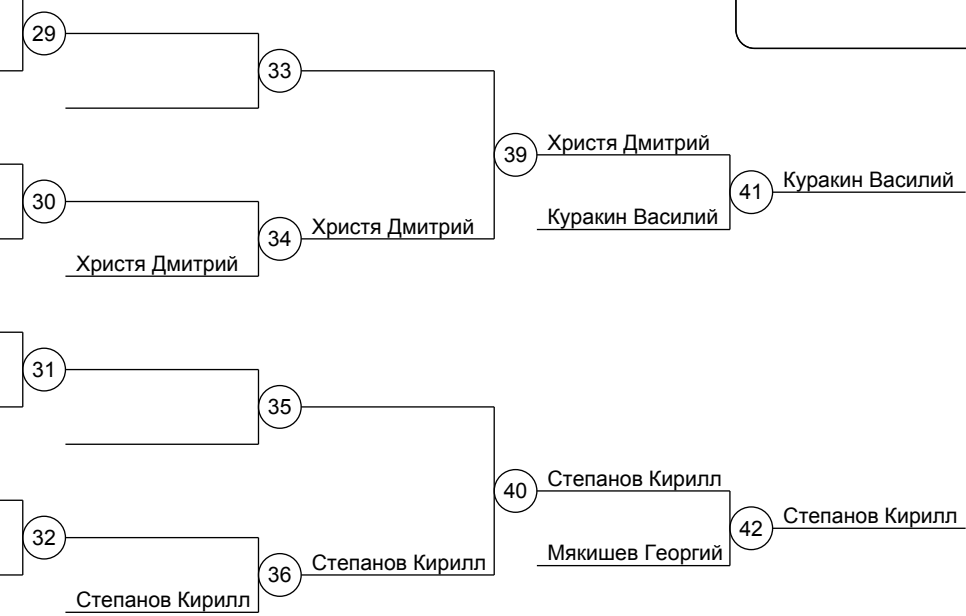 29
33
Христя Дмитрий
39
Куракин Василий
41
30
Куракин Василий
Христя Дмитрий
34
Христя Дмитрий
31
35
Степанов Кирилл
40
Степанов Кирилл
42
32
Мякишев Георгий
Степанов Кирилл
36
Степанов Кирилл